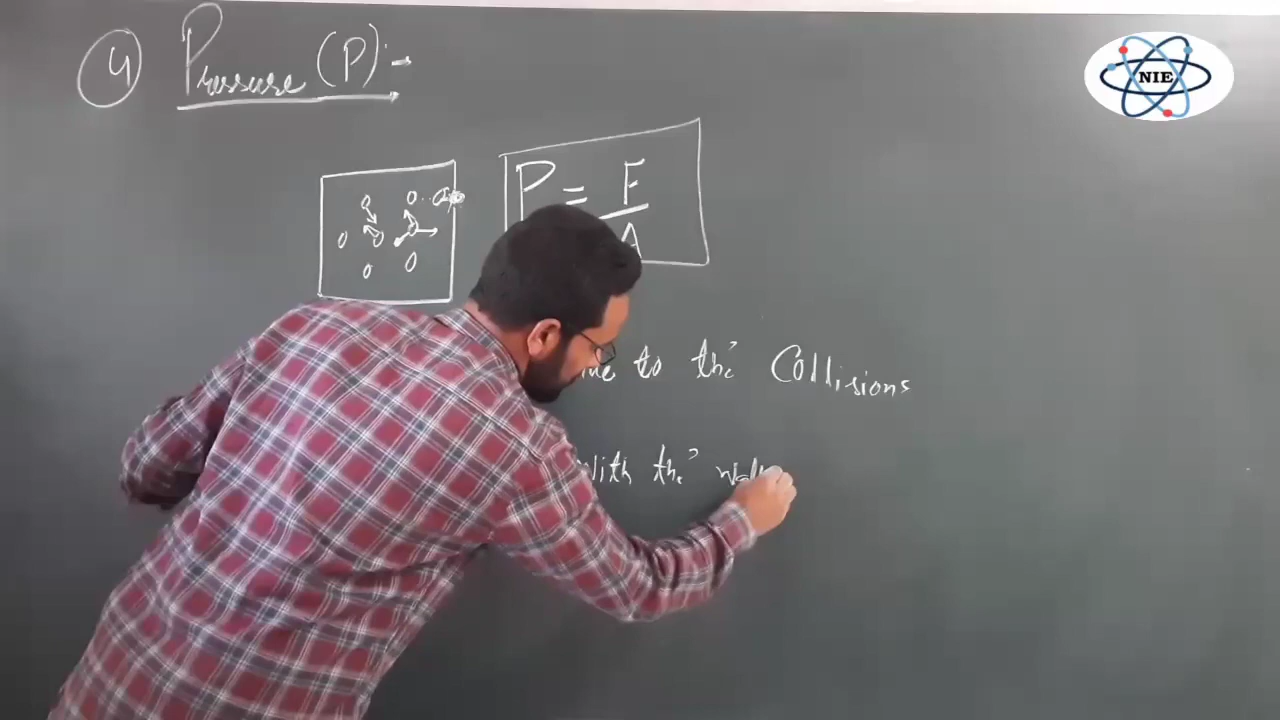 4 Pressure (P):-
NIE
P = F
A
to the Collisions
with the